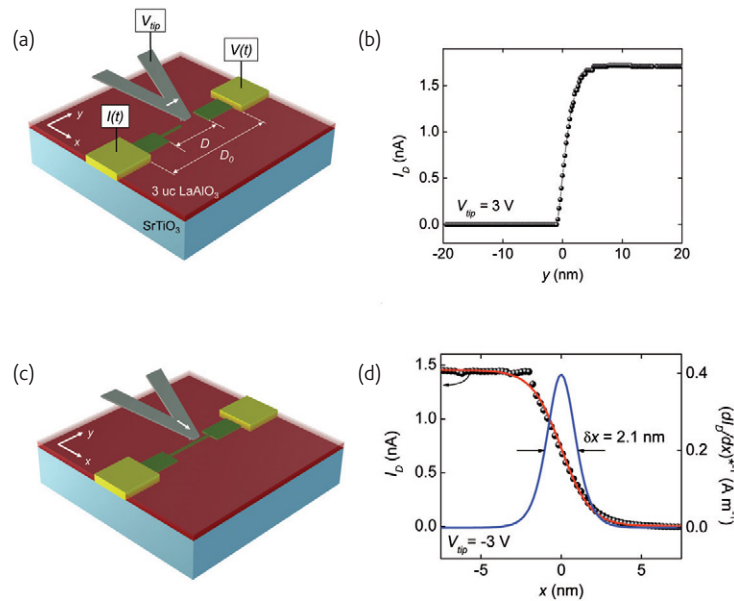 (a)
V_tip
V(t)
I(t)
y
x
D
D_0
3 uc LaAlO_3
SrTiO_3
(b)
I_D (nA)
1.5
1.0
0.5
0.0
V_tip = 3 V
-20 -10 0 10 20
y (nm)
(c)
y
x
(d)
I_D (nA)
1.5
1.0
0.5
0.0
δx = 2.1 nm
V_tip = -3 V
0.4
0.2
0.0
-5 0 5
x (nm)